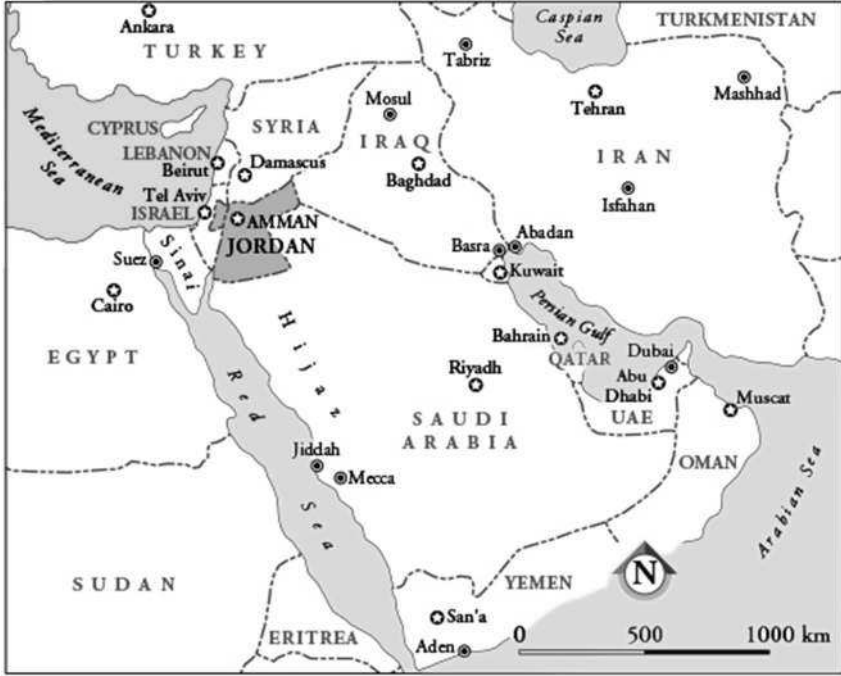 Ankara
TURKEY
Caspian
Sea
TURKMENISTAN
Tabriz
Tehran
Mashhad
Mosul
CYPRUS
SYRIA
IRAQ
IRAN
Mediterranean
Sea
LEBANON
Beirut
Damascus
Baghdad
Isfahan
Tel Aviv
ISRAEL
AMMAN
JORDAN
Basra
Abadan
Kuwait
Suez
Sinai
Cairo
EGYPT
Hijaz
Persian Gulf
Bahrain
QATAR
Dubai
Abu
Dhabi
UAE
Muscat
Riyadh
SAUDI
ARABIA
Red
Sea
Jiddah
Mecca
OMAN
Arabian Sea
SUDAN
YEMEN
N
San'a
ERITREA
Aden
0 500 1000 km